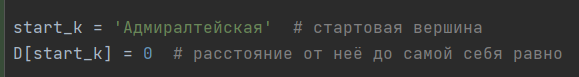 start_k = 'Адмиралтейская'  # стартовая вершина
D[start_k] = 0  # расстояние от неё до самой себя равно